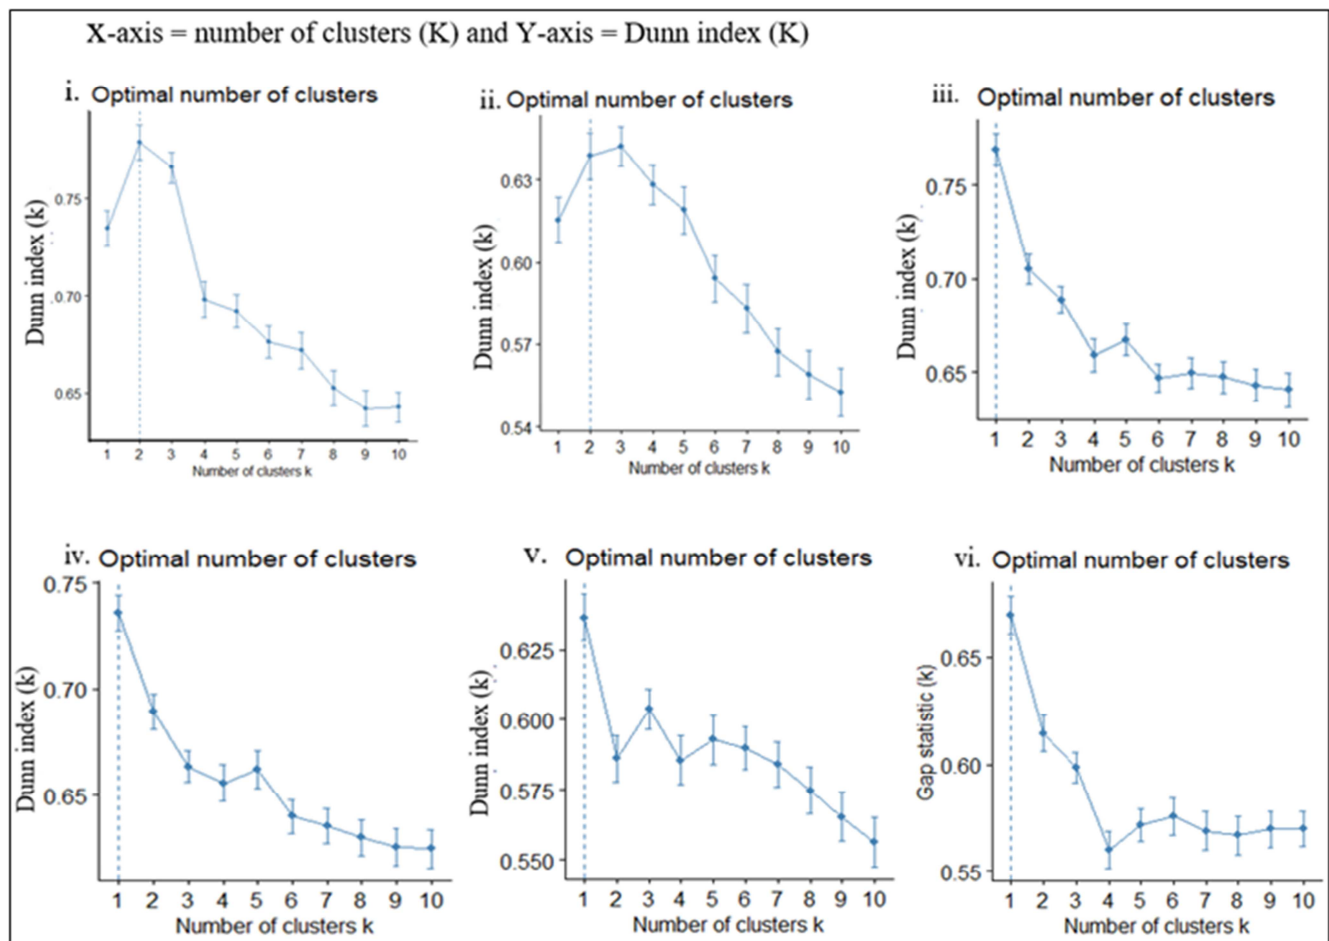 X-axis = number of clusters (K) and Y-axis = Dunn index (K)
i. Optimal number of clusters
Dunn index (k)
0.75
0.70
0.65
1 2 3 4 5 6 7 8 9 10
Number of clusters k
ii. Optimal number of clusters
Dunn index (k)
0.63
0.60
0.57
0.54
1 2 3 4 5 6 7 8 9 10
Number of clusters k
iii. Optimal number of clusters
Dunn index (k)
0.75
0.70
0.65
1 2 3 4 5 6 7 8 9 10
Number of clusters k
iv. Optimal number of clusters
Dunn index (k)
0.75
0.70
0.65
1 2 3 4 5 6 7 8 9 10
Number of clusters k
v. Optimal number of clusters
Dunn index (k)
0.625
0.600
0.575
0.550
1 2 3 4 5 6 7 8 9 10
Number of clusters k
vi. Optimal number of clusters
Gap statistic (k)
0.65
0.60
0.55
1 2 3 4 5 6 7 8 9 10
Number of clusters k